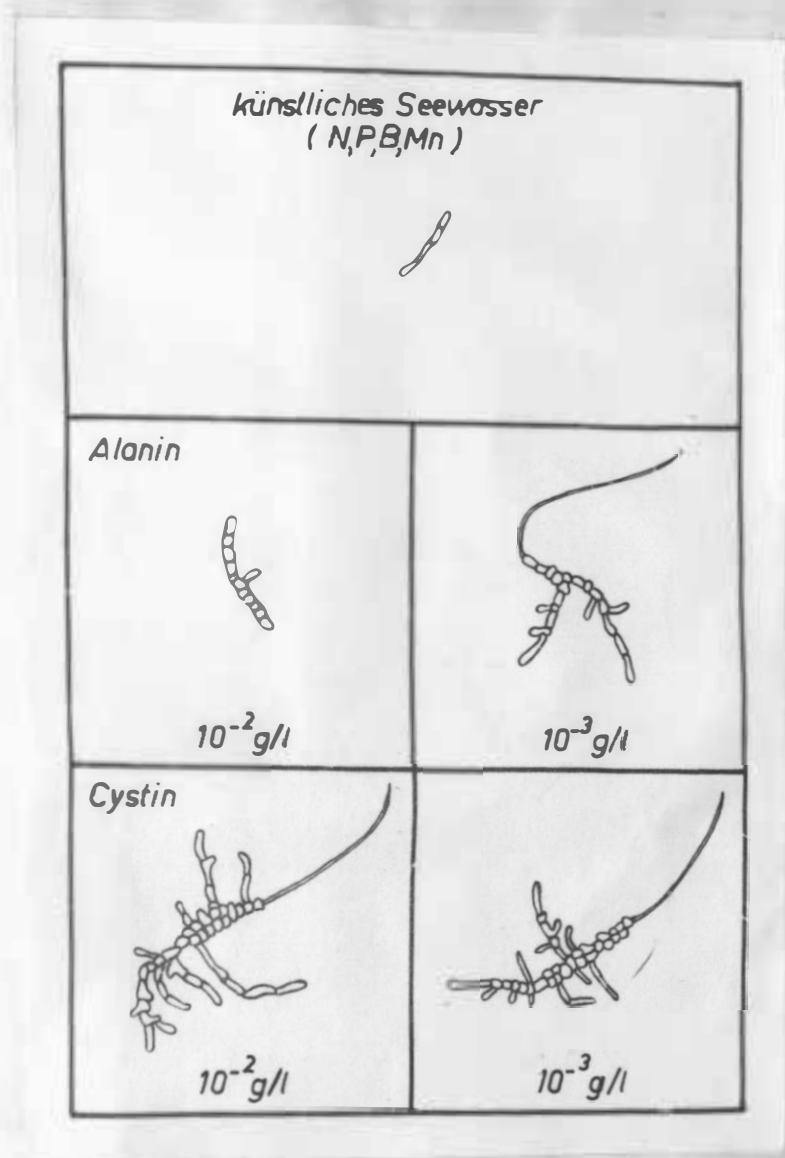 künstliches Seewasser
(N,P,B,Mn)
Alanin
10⁻²g/l
10⁻³g/l
Cystin
10⁻²g/l
10⁻³g/l